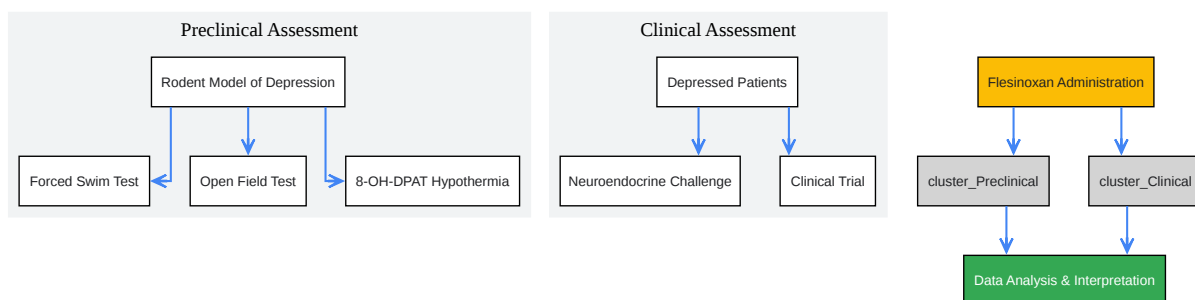 Preclinical Assessment
Rodent Model of Depression
Forced Swim Test
Open Field Test
8-OH-DPAT Hypothermia
Clinical Assessment
Depressed Patients
Neuroendocrine Challenge
Clinical Trial
Flesinoxan Administration
cluster_Preclinical
cluster_Clinical
Data Analysis & Interpretation